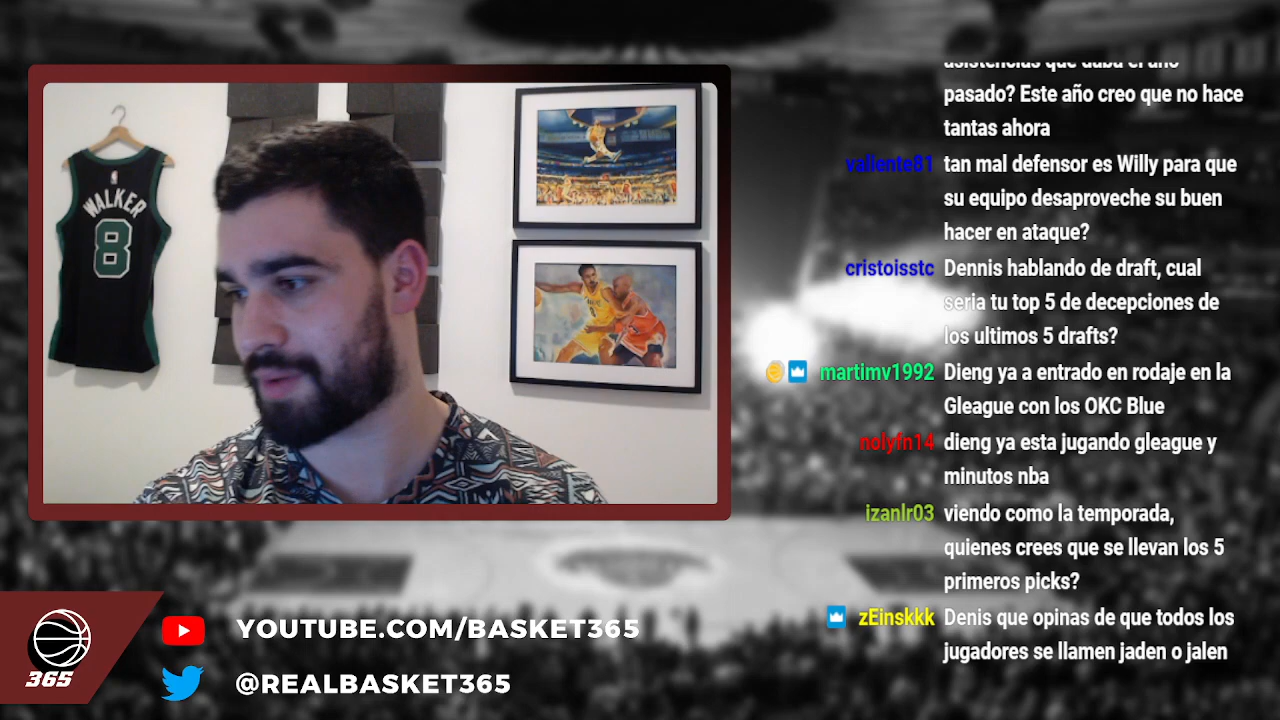 WALKER
8
asistencias que daba el año
pasado? Este año creo que no hace
tantas ahora
valiente81 tan mal defensor es Willy para que
su equipo desaproveche su buen
hacer en ataque?
cristoisstc Dennis hablando de draft, cual
seria tu top 5 de decepciones de
los ultimos 5 drafts?
martimv1992 Dieng ya a entrado en rodaje en la
Gleague con los OKC Blue
nolyfn14 dieng ya esta jugando gleague y
minutos nba
izanlr03 viendo como la temporada,
quienes crees que se llevan los 5
primeros picks?
zEinskkk Denis que opinas de que todos los
jugadores se llamen jaden o jalen
365
YOUTUBE.COM/BASKET365
@REALBASKET365